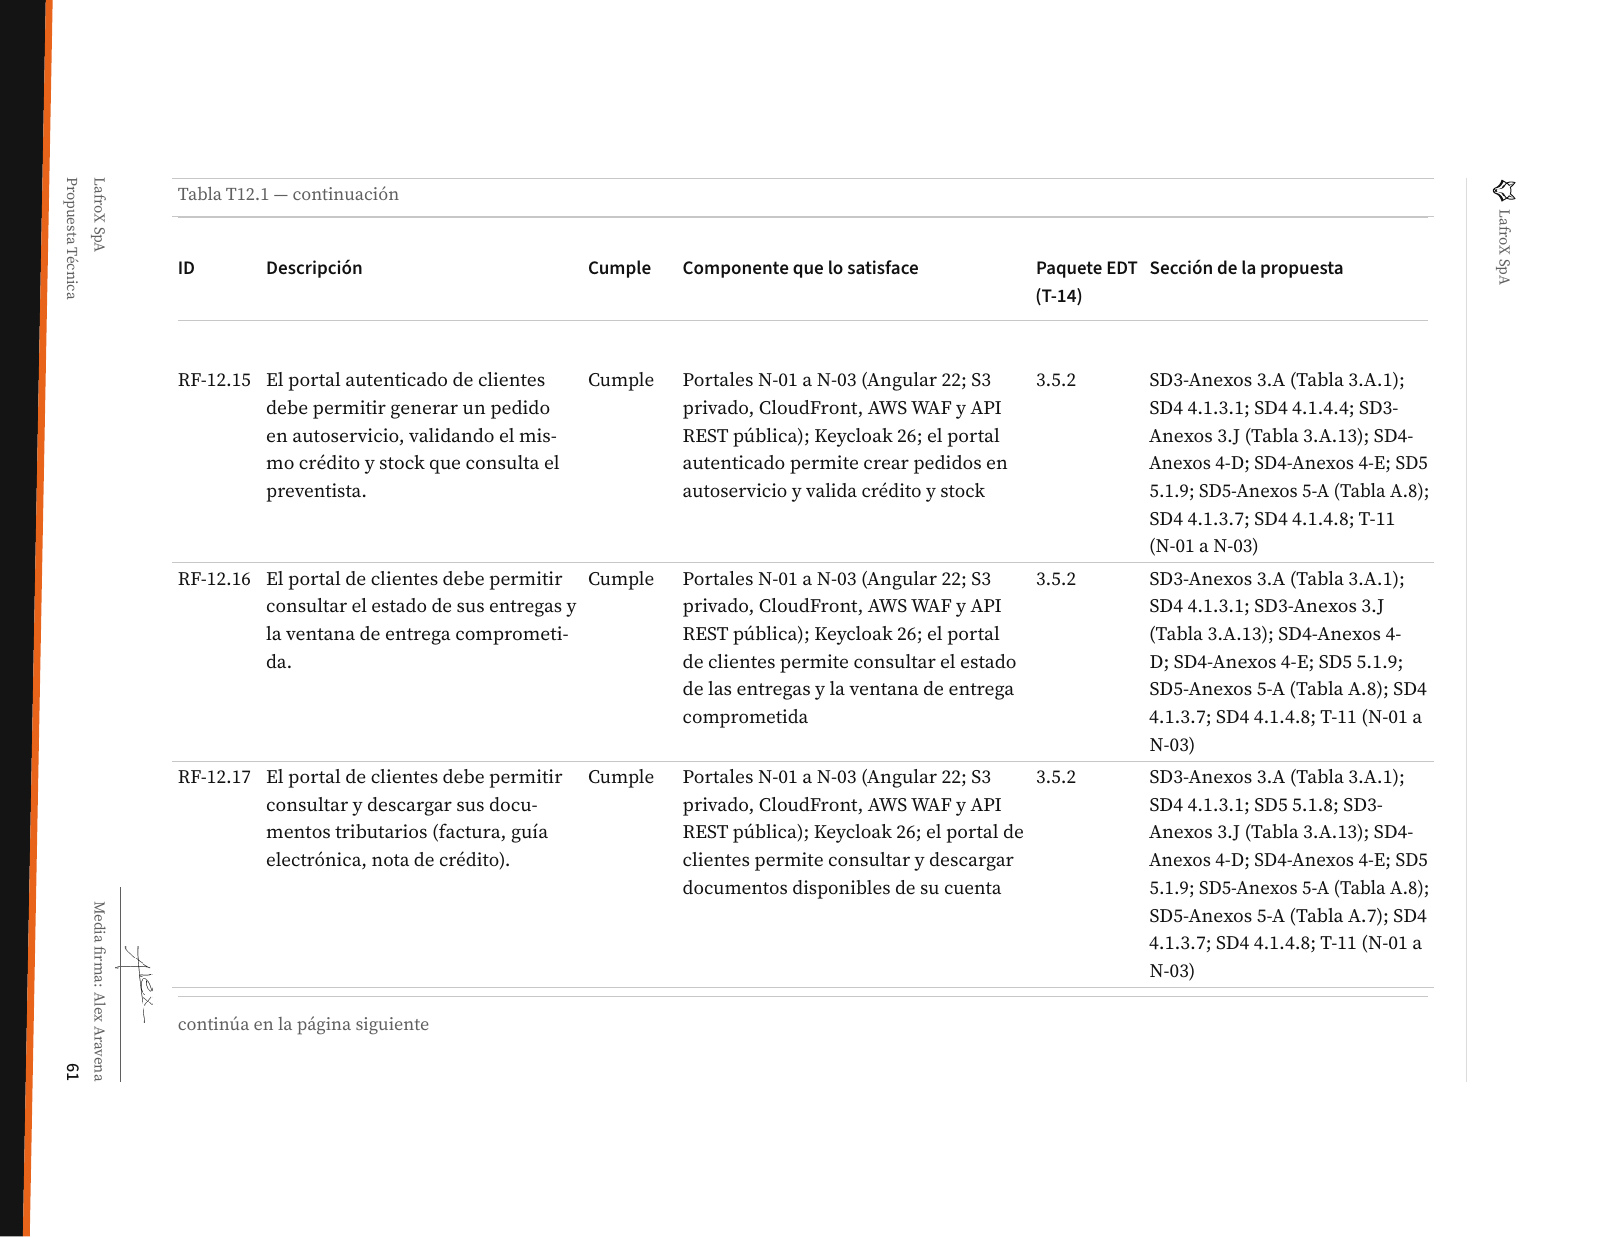 LafroX SpA
Propuesta Técnica
LafroX SpA
Tabla T12.1 — continuación
ID Descripción Cumple Componente que lo satisface Paquete EDT (T-14) Sección de la propuesta
RF-12.15 El portal autenticado de clientes Cumple Portales N-01 a N-03 (Angular 22; S3 3.5.2 SD3-Anexos 3.A (Tabla 3.A.1);
debe permitir generar un pedido privado, CloudFront, AWS WAF y API SD4 4.1.3.1; SD4 4.1.4.4; SD3-
en autoservicio, validando el mis- REST pública); Keycloak 26; el portal Anexos 3.J (Tabla 3.A.13); SD4-
mo crédito y stock que consulta el autenticado permite crear pedidos en Anexos 4-D; SD4-Anexos 4-E; SD5
preventista. autoservicio y valida crédito y stock 5.1.9; SD5-Anexos 5-A (Tabla A.8);
SD4 4.1.3.7; SD4 4.1.4.8; T-11
(N-01 a N-03)
RF-12.16 El portal de clientes debe permitir Cumple Portales N-01 a N-03 (Angular 22; S3 3.5.2 SD3-Anexos 3.A (Tabla 3.A.1);
consultar el estado de sus entregas y privado, CloudFront, AWS WAF y API SD4 4.1.3.1; SD3-Anexos 3.J
la ventana de entrega comprometi- REST pública); Keycloak 26; el portal (Tabla 3.A.13); SD4-Anexos 4-
da. de clientes permite consultar el estado D; SD4-Anexos 4-E; SD5 5.1.9;
de las entregas y la ventana de entrega SD5-Anexos 5-A (Tabla A.8); SD4
comprometida 4.1.3.7; SD4 4.1.4.8; T-11 (N-01 a
N-03)
RF-12.17 El portal de clientes debe permitir Cumple Portales N-01 a N-03 (Angular 22; S3 3.5.2 SD3-Anexos 3.A (Tabla 3.A.1);
consultar y descargar sus docu- privado, CloudFront, AWS WAF y API SD4 4.1.3.1; SD5 5.1.8; SD3-
mentos tributarios (factura, guía REST pública); Keycloak 26; el portal de Anexos 3.J (Tabla 3.A.13); SD4-
electrónica, nota de crédito). clientes permite consultar y descargar Anexos 4-D; SD4-Anexos 4-E; SD5
documentos disponibles de su cuenta 5.1.9; SD5-Anexos 5-A (Tabla A.8);
SD5-Anexos 5-A (Tabla A.7); SD4
4.1.3.7; SD4 4.1.4.8; T-11 (N-01 a
N-03)
continúa en la página siguiente
Alex
Media firma: Alex Aravena
61